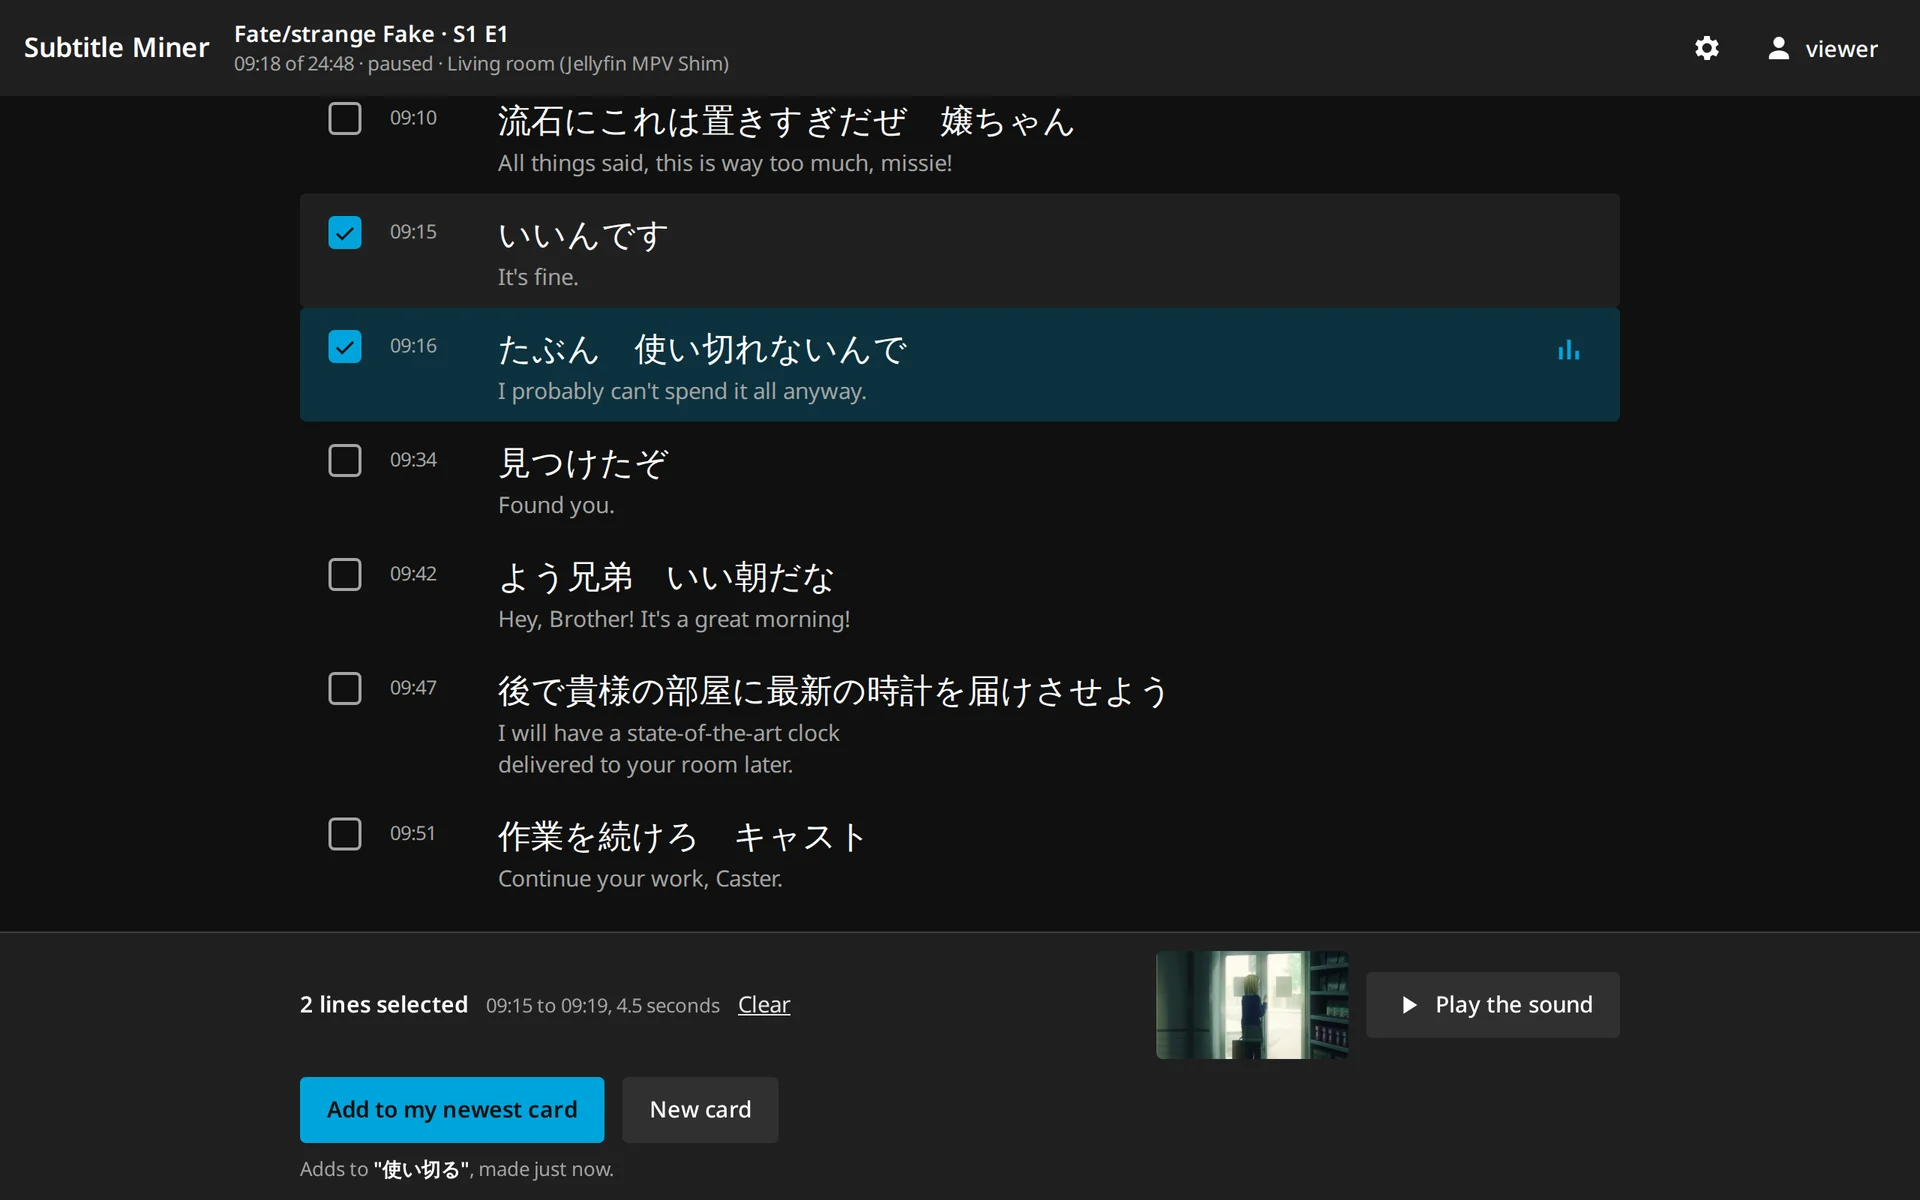 Subtitle Miner
Fate/strange Fake · S1 E1
09:18 of 24:48 · paused · Living room (Jellyfin MPV Shim)
viewer
09:10
流石にこれは置きすぎだぜ　嬢ちゃん
All things said, this is way too much, missie!
09:15
いいんです
It's fine.
09:16
たぶん　使い切れないんで
I probably can't spend it all anyway.
09:34
見つけたぞ
Found you.
09:42
よう兄弟　いい朝だな
Hey, Brother! It's a great morning!
09:47
後で貴様の部屋に最新の時計を届けさせよう
I will have a state-of-the-art clock
delivered to your room later.
09:51
作業を続けろ　キャスト
Continue your work, Caster.
2 lines selected 09:15 to 09:19, 4.5 seconds Clear
Play the sound
Add to my newest card
New card
Adds to "使い切る", made just now.